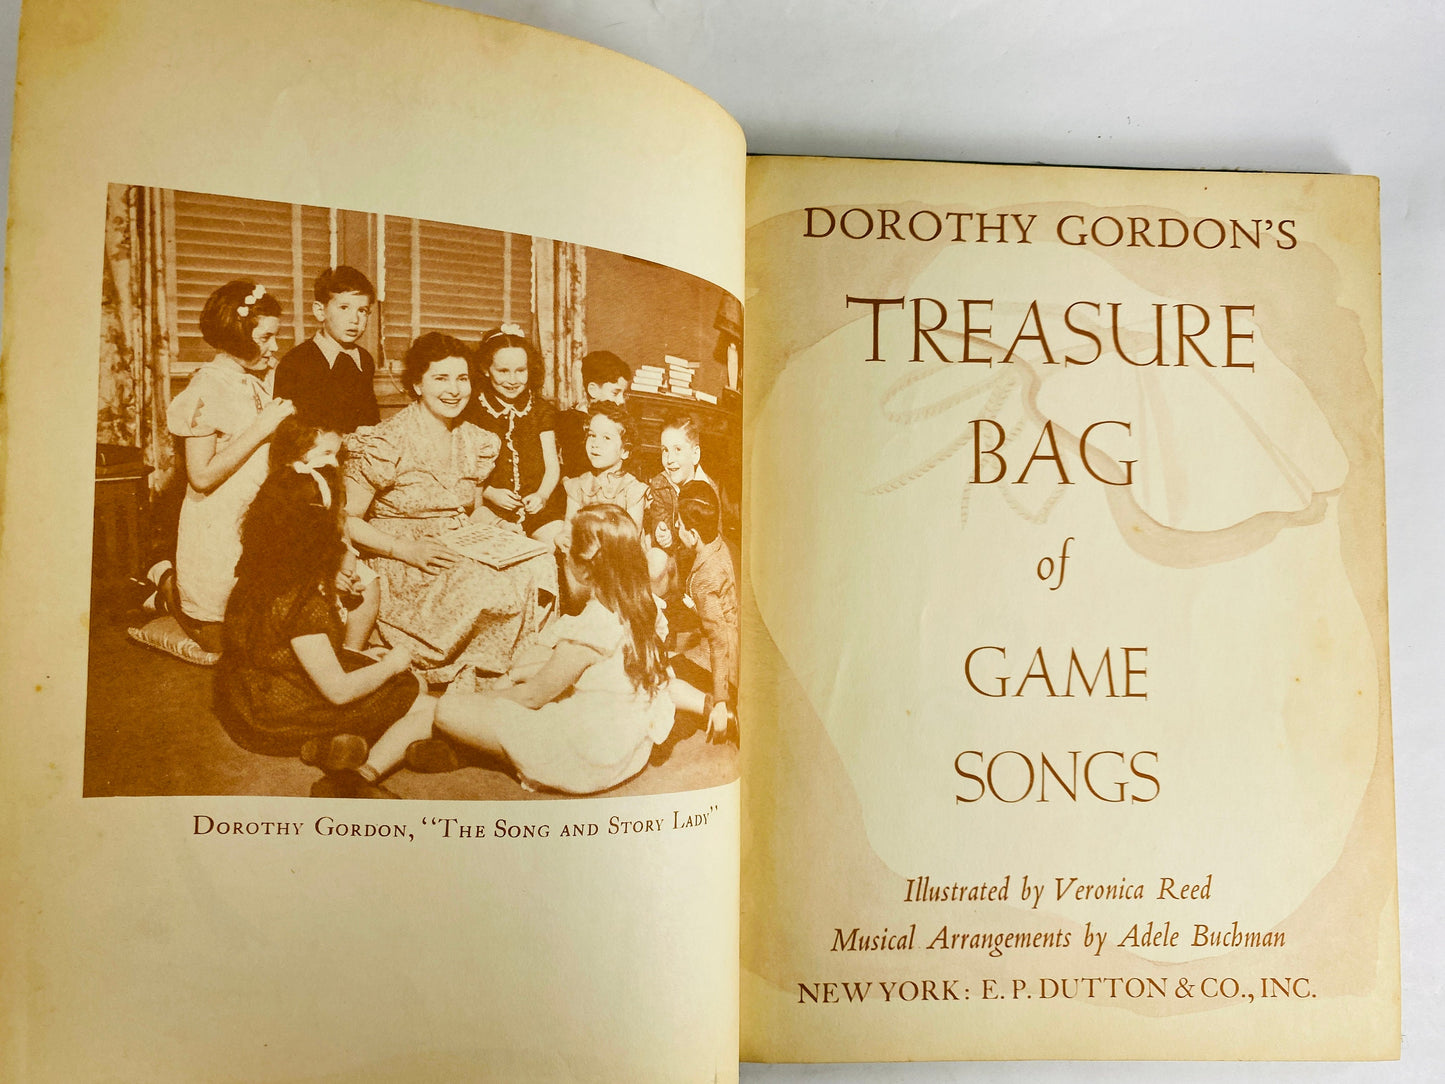 DOROTHY GORDON, "THE SONG AND STORY LADY"
DOROTHY GORDON'S
TREASURE
BAG
of
GAME
SONGS
Illustrated by Veronica Reed
Musical Arrangements by Adele Buchman
NEW YORK: E. P. DUTTON & CO., INC.